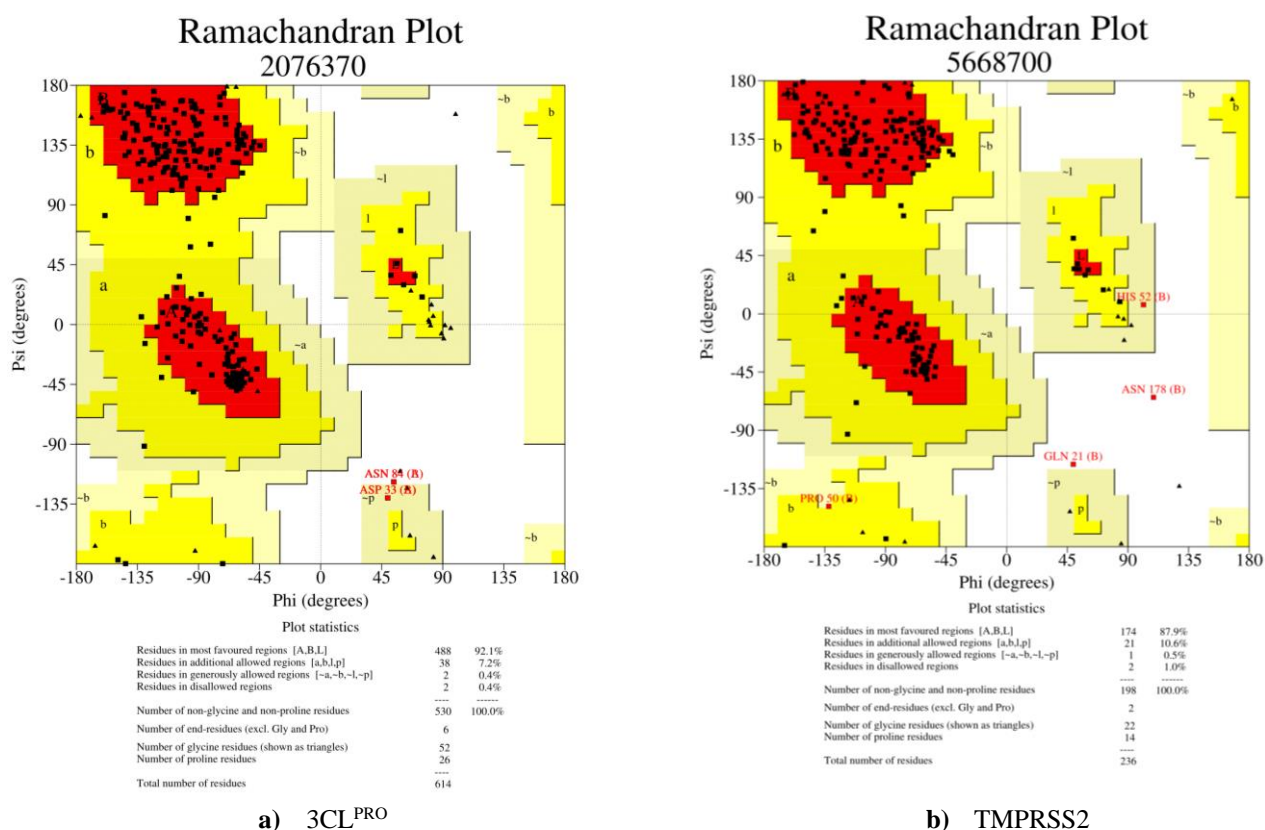 Ramachandran Plot
2076370
B
b
~b
b
~b
~l
l
L
a
A
~a
ASN 84 (B)
ASP 33 (B)
~b
~p
b
p
~b
180
135
90
45
0
-45
-90
-135
-180
-135
-90
-45
0
45
90
135
180
Psi (degrees)
Phi (degrees)
Plot statistics
Residues in most favoured regions [A,B,L] 488 92.1%
Residues in additional allowed regions [a,b,l,p] 38 7.2%
Residues in generously allowed regions [~a,~b,~l,~p] 2 0.4%
Residues in disallowed regions 2 0.4%
---- ------
Number of non-glycine and non-proline residues 530 100.0%
Number of end-residues (excl. Gly and Pro) 6
Number of glycine residues (shown as triangles) 52
Number of proline residues 26
----
Total number of residues 614
a) 3CLPRO
Ramachandran Plot
5668700
B
b
~b
b
~b
~l
l
L
a
A
~a
HIS 52 (B)
ASN 178 (B)
GLN 21 (B)
PRO 50 (B)
~b
~p
b
p
~b
180
135
90
45
0
-45
-90
-135
-180
-135
-90
-45
0
45
90
135
180
Psi (degrees)
Phi (degrees)
Plot statistics
Residues in most favoured regions [A,B,L] 174 87.9%
Residues in additional allowed regions [a,b,l,p] 21 10.6%
Residues in generously allowed regions [~a,~b,~l,~p] 1 0.5%
Residues in disallowed regions 2 1.0%
---- ------
Number of non-glycine and non-proline residues 198 100.0%
Number of end-residues (excl. Gly and Pro) 2
Number of glycine residues (shown as triangles) 22
Number of proline residues 14
----
Total number of residues 236
b) TMPRSS2